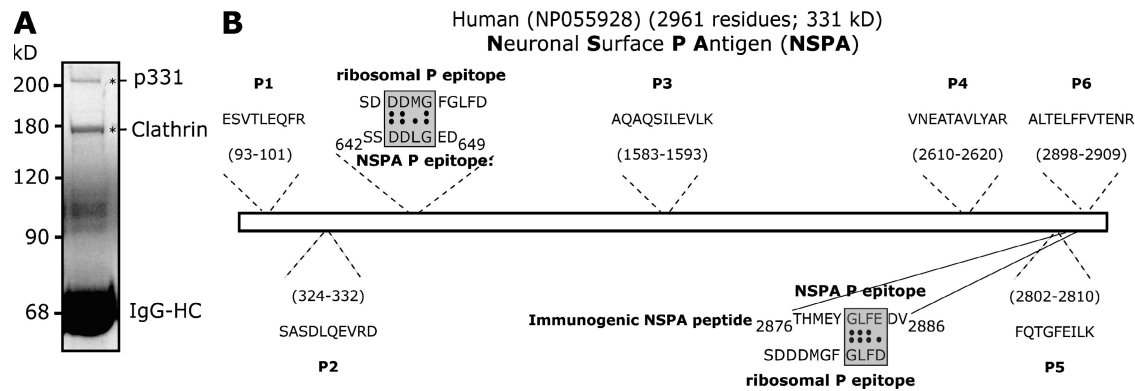 A
kD
200
180
120
90
68
* p331
* Clathrin
IgG-HC
B
Human (NP055928) (2961 residues; 331 kD)
Neuronal Surface P Antigen (NSPA)
P1
ESVTLEQFR
(93-101)
ribosomal P epitope
SD DDMG FGLFD
642 SS DDLG ED 649
NSPA P epitope:
P3
AQAQSILEVLK
(1583-1593)
P4
VNEATAVLYAR
(2610-2620)
P6
ALTELFFVTENR
(2898-2909)
(324-332)
SASDLQEVRD
P2
NSPA P epitope
Immunogenic NSPA peptide 2876 THMEY GLFE DV 2886
SDDDMGF GLFD
ribosomal P epitope
(2802-2810)
FQTGFEILK
P5